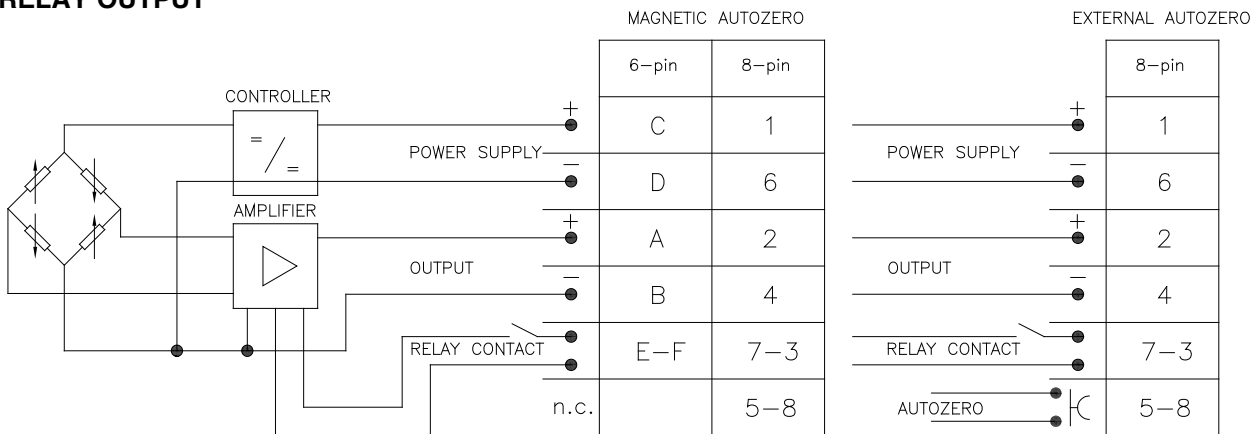 RELAY OUTPUT
MAGNETIC AUTOZERO
EXTERNAL AUTOZERO
6-pin 8-pin 8-pin
CONTROLLER
= / =
+ C 1 + 1
POWER SUPPLY POWER SUPPLY
− D 6 − 6
AMPLIFIER
+ A 2 + 2
OUTPUT OUTPUT
− B 4 − 4
RELAY CONTACT E-F 7-3 RELAY CONTACT 7-3
n.c. 5-8 AUTOZERO 5-8